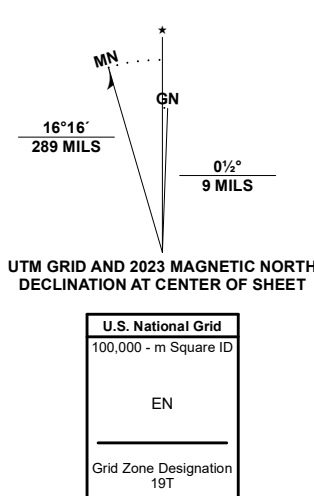 ★
MN
GN
16°16´
289 MILS
0½°
9 MILS
UTM GRID AND 2023 MAGNETIC NORTH
DECLINATION AT CENTER OF SHEET
U.S. National Grid
100,000 - m Square ID
EN
Grid Zone Designation
19T